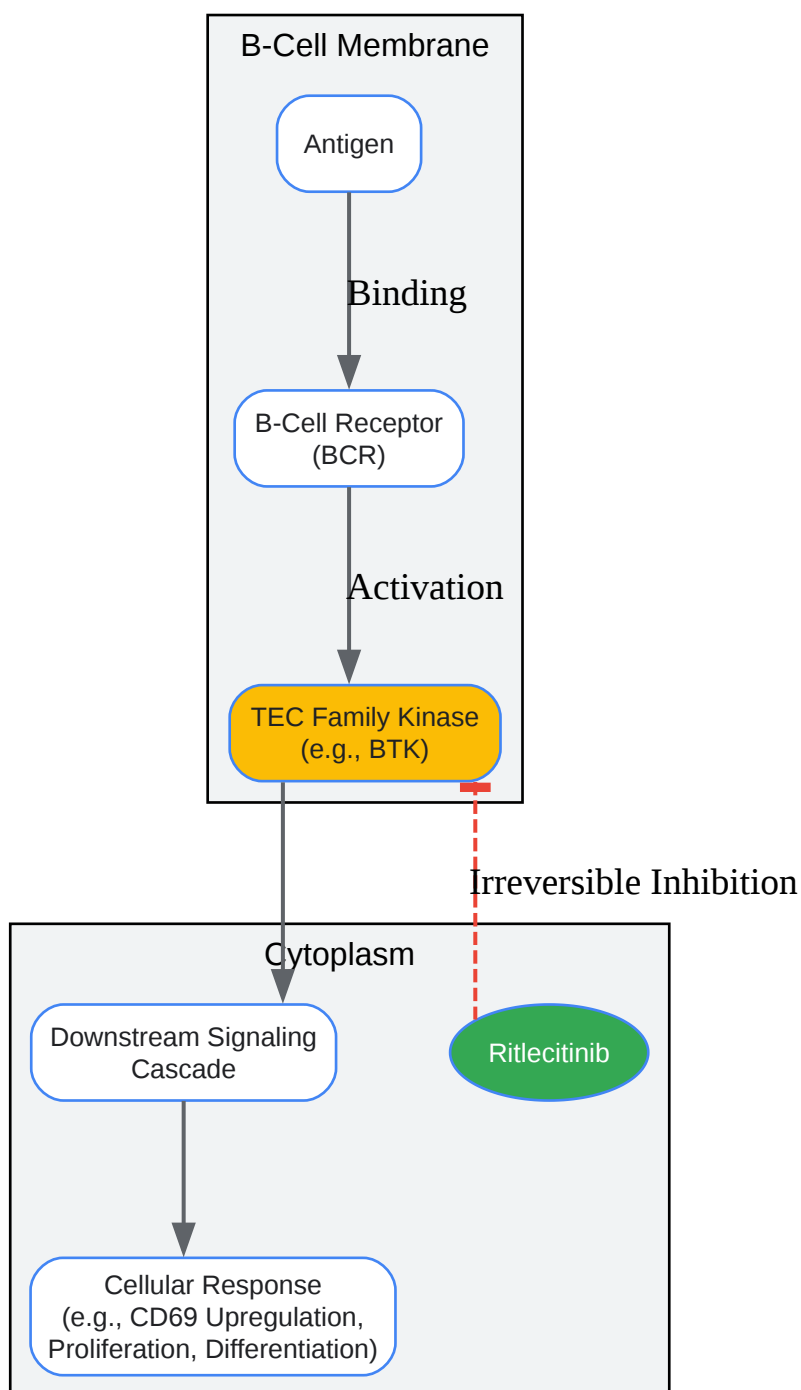 B-Cell Membrane
Antigen
Binding
B-Cell Receptor
(BCR)
Activation
TEC Family Kinase
(e.g., BTK)
Irreversible Inhibition
Cytoplasm
Downstream Signaling
Cascade
Ritlecitinib
Cellular Response
(e.g., CD69 Upregulation,
Proliferation, Differentiation)